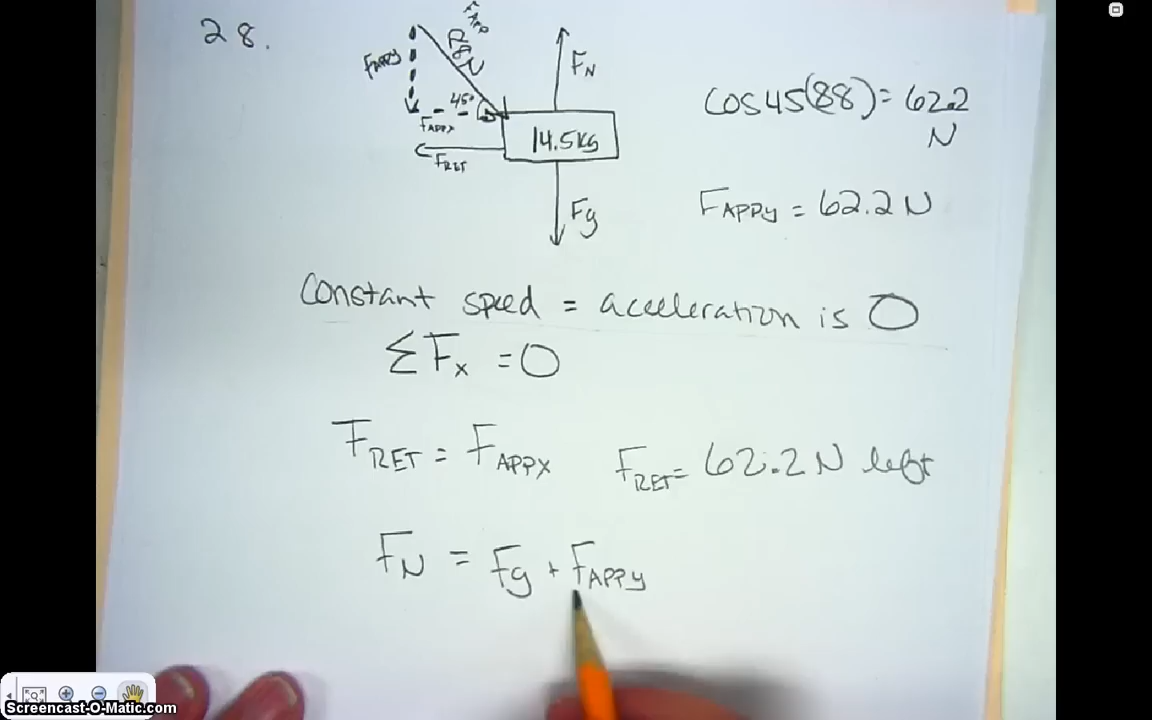 28.
FAPP
88N
FN
FAPPY
45°
FAPPX
FRET
14.5kg
Fg
cos45(88) = 62.2
N
FAPPY = 62.2 N
Constant speed = aceeleration is 0
ΣFx = 0
FRET = FAPPX
FRET= 62.2 N left
FN = Fg + FAPPY
Screencast-O-Matic.com